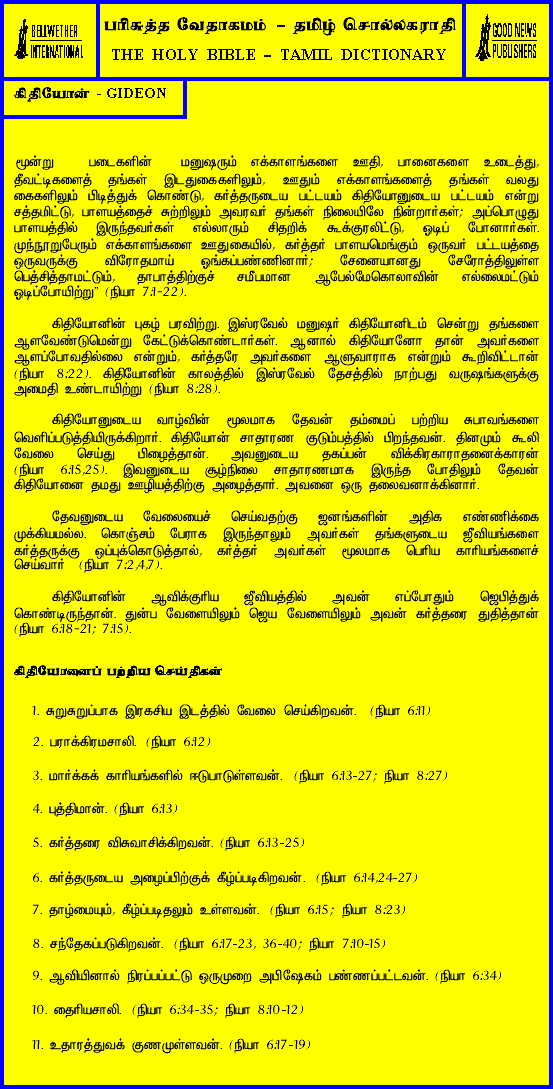 BELLWETHER
INTERNATIONAL
பரிசுத்த வேதாகமம் – தமிழ் சொல்லகராதி
THE HOLY BIBLE – TAMIL DICTIONARY
GOOD NEWS
PUBLISHERS
கிதியோன் - GIDEON
மூன்று படைகளின் மனுஷரும் எக்காளங்களை ஊதி, பானைகளை உடைத்து,
தீவட்டிகளைத் தங்கள் இடதுகைகளிலும், ஊதும் எக்காளங்களைத் தங்கள் வலது
கைகளிலும் பிடித்துக் கொண்டு, கர்த்தருடைய பட்டயம் கிதியோனுடைய பட்டயம் என்று
சத்தமிட்டு, பாளயத்தைச் சுற்றிலும் அவரவர் தங்கள் நிலையிலே நின்றார்கள்; அப்பொழுது
பாளயத்தில் இருந்தவர்கள் எல்லாரும் சிதறிக் கூக்குரலிட்டு, ஓடிப் போனார்கள்.
முந்நூறுபேரும் எக்காளங்களை ஊதுகையில், கர்த்தர் பாளயமெங்கும் ஒருவர் பட்டயத்தை
ஒருவருக்கு விரோதமாய் ஓங்கப்பண்ணினார்; சேனையானது சேரோத்திலுள்ள
பெத்சித்தாமட்டும், தாபாத்திற்குச் சமீபமான ஆபேல்மேகொலாவின் எல்லைமட்டும்
ஓடிப்போயிற்று" (நியா 7:1-22).
கிதியோனின் புகழ் பரவிற்று. இஸ்ரவேல் மனுஷர் கிதியோனிடம் சென்று தங்களை
ஆளவேண்டுமென்று கேட்டுக்கொண்டார்கள். ஆனால் கிதியோனோ தான் அவர்களை
ஆளப்போவதில்லை என்றும், கர்த்தரே அவர்களை ஆளுவாராக என்றும் கூறிவிட்டான்
(நியா 8:22). கிதியோனின் காலத்தில் இஸ்ரவேல் தேசத்தில் நாற்பது வருஷங்களுக்கு
அமைதி உண்டாயிற்று (நியா 8:28).
கிதியோனுடைய வாழ்வின் மூலமாக தேவன் தம்மைப் பற்றிய சுபாவங்களை
வெளிப்படுத்தியிருக்கிறார். கிதியோன் சாதாரண குடும்பத்தில் பிறந்தவன். தினமும் கூலி
வேலை செய்து பிழைத்தான். அவனுடைய தகப்பன் விக்கிரகாராதனைக்காரன்
(நியா 6:15,25). இவனுடைய சூழ்நிலை சாதாரணமாக இருந்த போதிலும் தேவன்
கிதியோனை தமது ஊழியத்திற்கு அழைத்தார். அவனை ஒரு தலைவனாக்கினார்.
தேவனுடைய வேலையைச் செய்வதற்கு ஜனங்களின் அதிக எண்ணிக்கை
முக்கியமல்ல. கொஞ்சம் பேராக இருந்தாலும் அவர்கள் தங்களுடைய ஜீவியங்களை
கர்த்தருக்கு ஒப்புக்கொடுத்தால், கர்த்தர் அவர்கள் மூலமாக பெரிய காரியங்களைச்
செய்வார் (நியா 7:2,4,7).
கிதியோனின் ஆவிக்குரிய ஜீவியத்தில் அவன் எப்போதும் ஜெபித்துக்
கொண்டிருந்தான். துன்ப வேளையிலும் ஜெய வேளையிலும் அவன் கர்த்தரை துதித்தான்
(நியா 6:18-21; 7:15).
கிதியோனைப் பற்றிய செய்திகள்
1. சுறுசுறுப்பாக இரகசிய இடத்தில் வேலை செய்கிறவன். (நியா 6:11)
2. பராக்கிரமசாலி. (நியா 6:12)
3. மார்க்கக் காரியங்களில் ஈடுபாடுள்ளவன். (நியா 6:13-27; நியா 8:27)
4. புத்திமான். (நியா 6:13)
5. கர்த்தரை விசுவாசிக்கிறவன். (நியா 6:13-25)
6. கர்த்தருடைய அழைப்பிற்குக் கீழ்ப்படிகிறவன். (நியா 6:14,24-27)
7. தாழ்மையும், கீழ்ப்படிதலும் உள்ளவன். (நியா 6:15; நியா 8:23)
8. சந்தேகப்படுகிறவன். (நியா 6:17-23, 36-40; நியா 7:10-15)
9. ஆவியினால் நிரப்பப்பட்டு ஒருமுறை அபிஷேகம் பண்ணப்பட்டவன். (நியா 6:34)
10. தைரியசாலி. (நியா 6:34-35; நியா 8:10-12)
11. உதாரத்துவக் குணமுள்ளவன். (நியா 6:17-19)